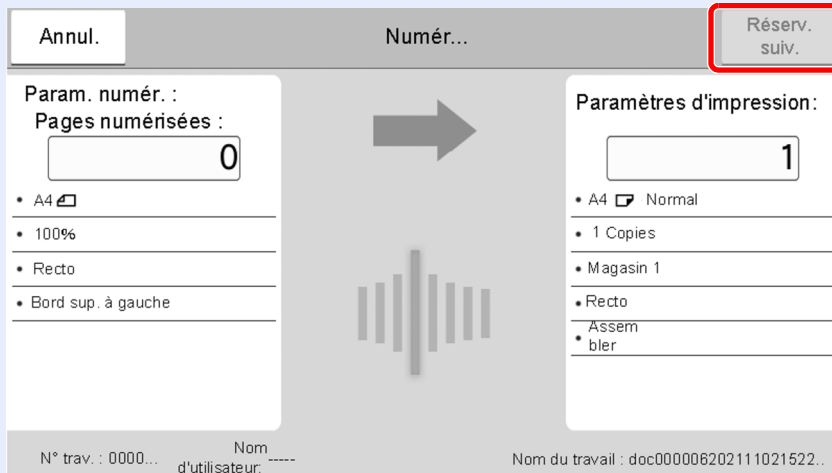 Annul.
Numér...
Réserv.
suiv.
Param. numér. :
Pages numérisées :
0
• A4
• 100%
• Recto
• Bord sup. à gauche
Paramètres d'impression:
1
• A4 Normal
• 1 Copies
• Magasin 1
• Recto
• Assem
bler
N° trav. : 0000...
Nom
d'utilisateur: -----
Nom du travail : doc000006202111021522...